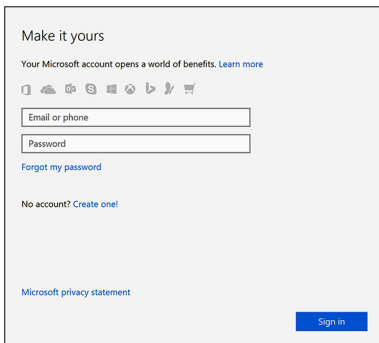 Make it yours
Your Microsoft account opens a world of benefits. Learn more
Email or phone
Password
Forgot my password
No account? Create one!
Microsoft privacy statement
Sign in